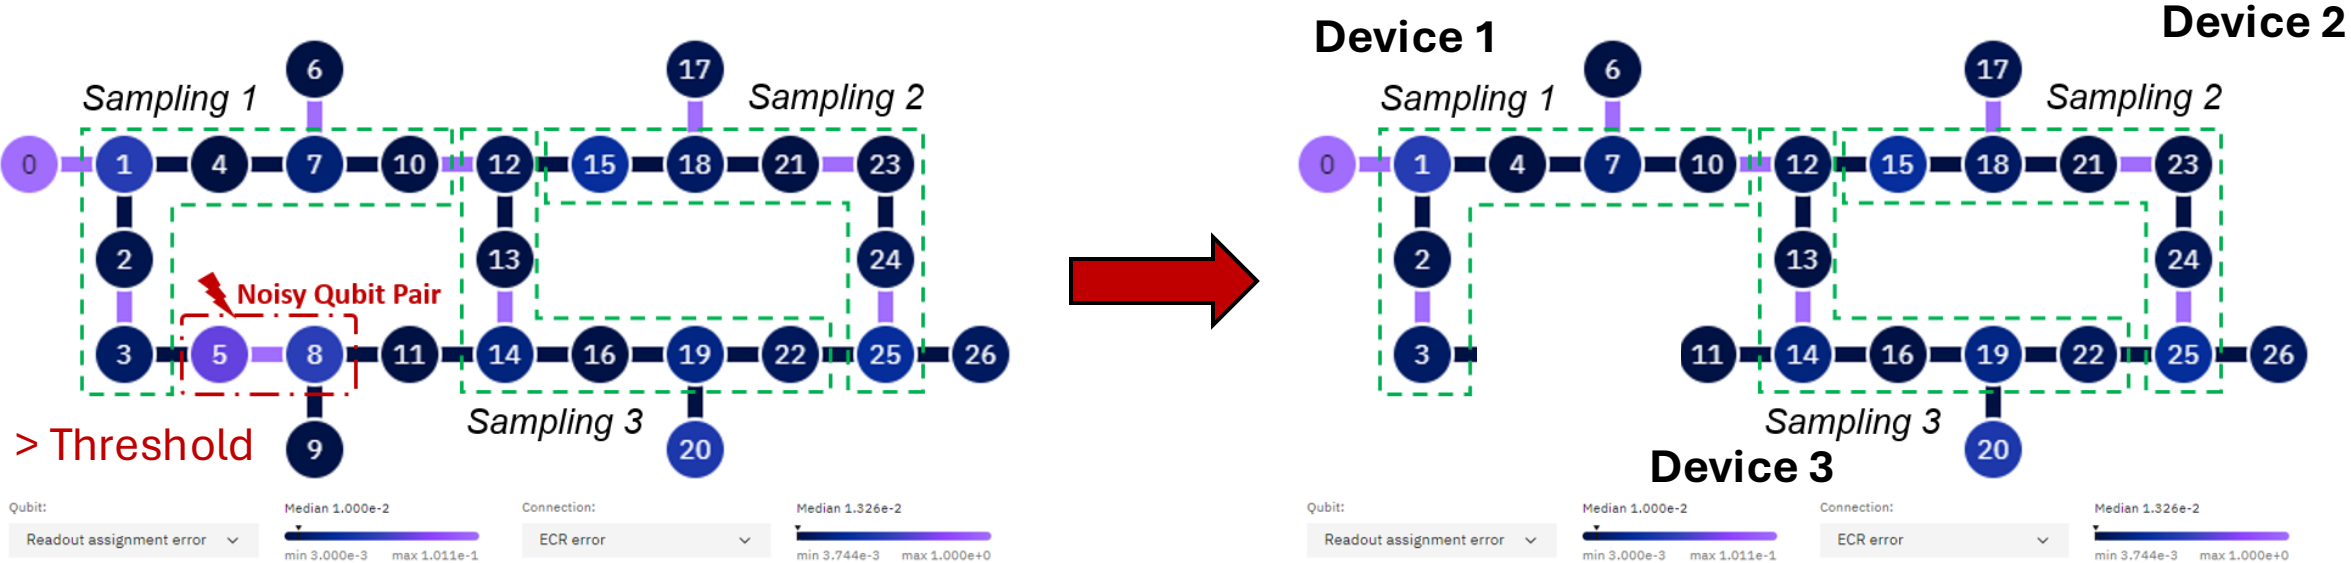 Device 1
Device 2
6
17
6
17
Sampling 1
Sampling 2
Sampling 1
Sampling 2
0
1
4
7
10
12
15
18
21
23
0
1
4
7
10
12
15
18
21
23
2
13
24
2
13
24
Noisy Qubit Pair
3
5
8
11
14
16
19
22
25
26
3
11
14
16
19
22
25
26
Sampling 3
Sampling 3
> Threshold
9
20
20
Device 3
Qubit:
Median 1.000e-2
Connection:
Median 1.326e-2
Readout assignment error
ECR error
min 3.000e-3 max 1.011e-1
min 3.744e-3 max 1.000e+0
Qubit:
Median 1.000e-2
Connection:
Median 1.326e-2
Readout assignment error
ECR error
min 3.000e-3 max 1.011e-1
min 3.744e-3 max 1.000e+0